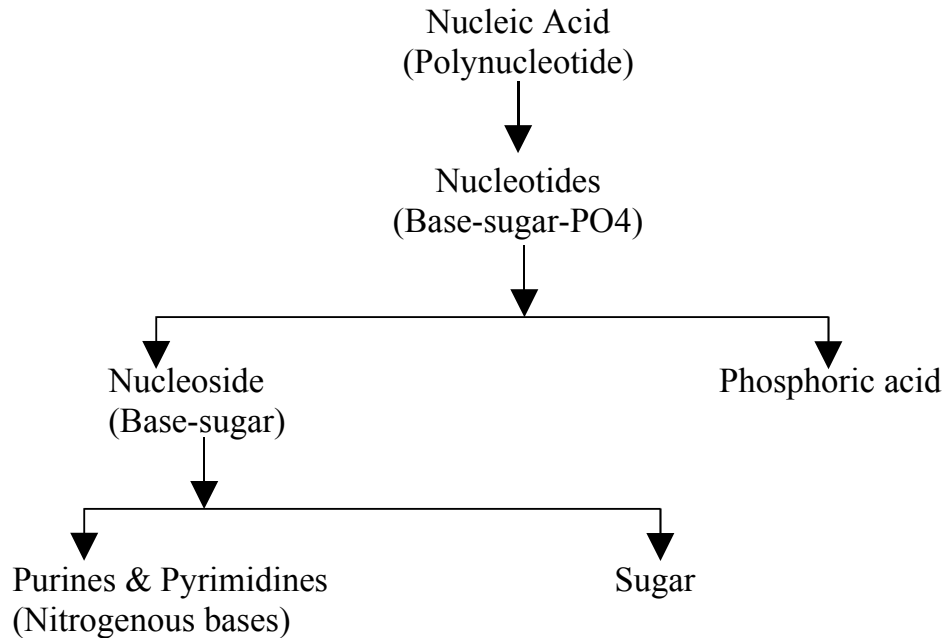 Nucleic Acid
(Polynucleotide)
Nucleotides
(Base-sugar-PO4)
Nucleoside
(Base-sugar)
Phosphoric acid
Purines & Pyrimidines
(Nitrogenous bases)
Sugar